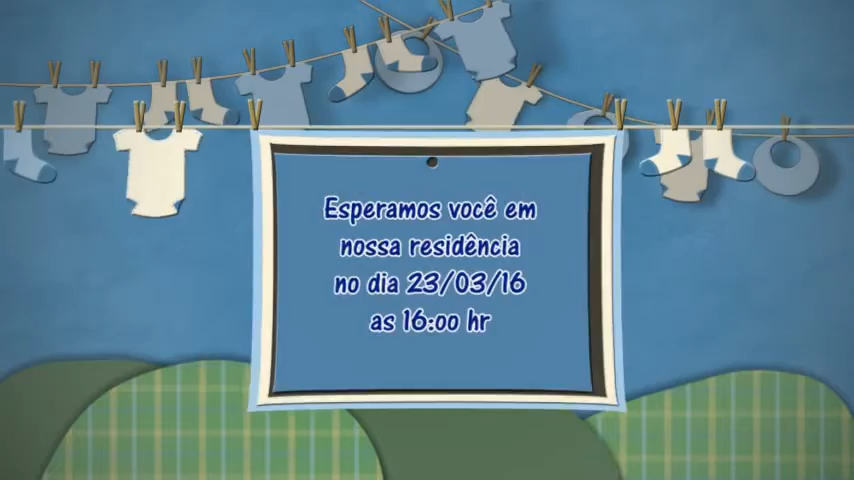 Esperamos você em
nossa residência
no dia 23/03/16
as 16:00 hr